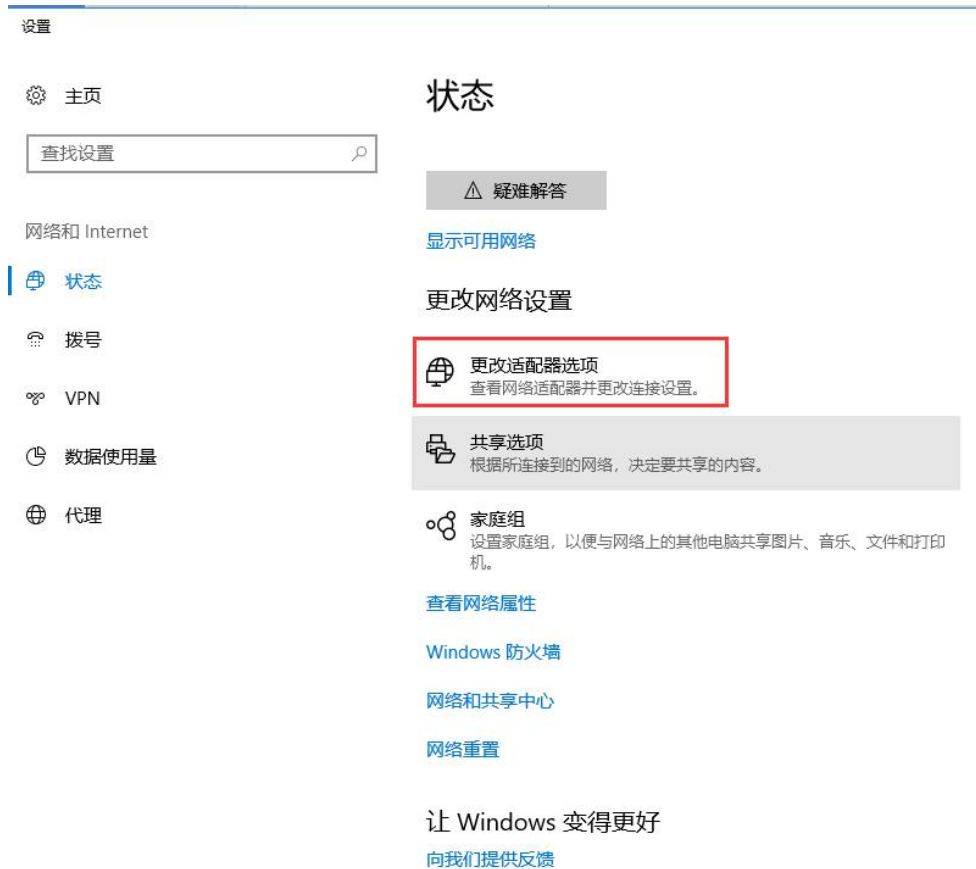 设置
主页
查找设置
网络和 Internet
状态
拨号
VPN
数据使用量
代理
状态
疑难解答
显示可用网络
更改网络设置
更改适配器选项
查看网络适配器并更改连接设置。
共享选项
根据所连接到的网络，决定要共享的内容。
家庭组
设置家庭组，以便与网络上的其他电脑共享图片、音乐、文件和打印
机。
查看网络属性
Windows 防火墙
网络和共享中心
网络重置
让 Windows 变得更好
向我们提供反馈